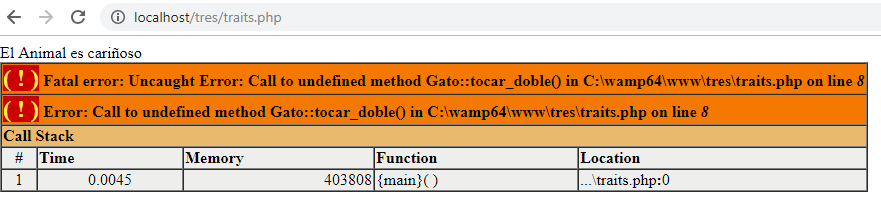 localhost/tres/traits.php
El Animal es cariñoso
( ! ) Fatal error: Uncaught Error: Call to undefined method Gato::tocar_doble() in C:\wamp64\www\tres\traits.php on line 8
( ! ) Error: Call to undefined method Gato::tocar_doble() in C:\wamp64\www\tres\traits.php on line 8
Call Stack
# Time Memory Function Location
1 0.0045 403808 {main}( ) ...\traits.php:0